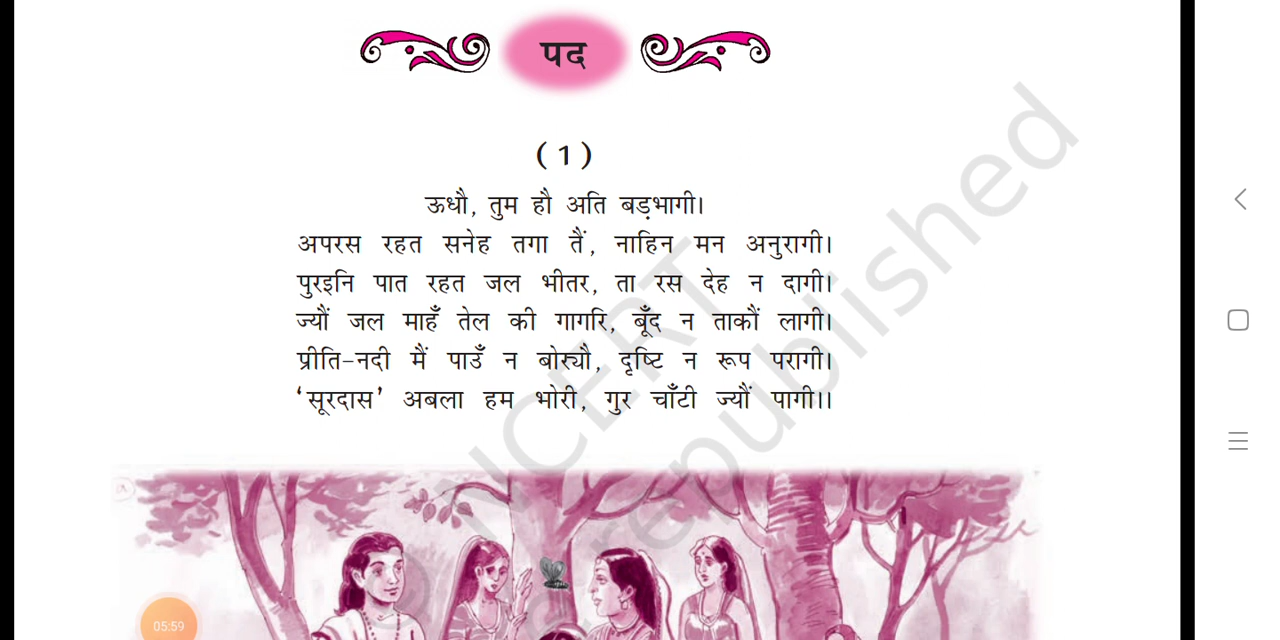 पद
(1)
ऊधौ, तुम हौ अति बड़भागी।
अपरस रहत सनेह तगा तैं, नाहिन मन अनुरागी।
पुरइनि पात रहत जल भीतर, ता रस देह न दागी।
ज्यौं जल माहँ तेल की गागरि, बूँद न ताकौं लागी।
प्रीति-नदी मैं पाउँ न बोर्‌यौ, दृष्टि न रूप परागी।
‘सूरदास’ अबला हम भोरी, गुर चाँटी ज्यौं पागी।।
NCERT
republished
05:59